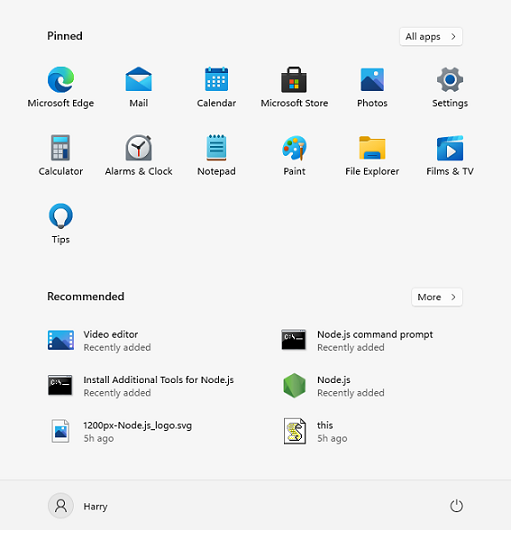 Pinned
All apps
Microsoft Edge
Mail
Calendar
Microsoft Store
Photos
Settings
Calculator
Alarms & Clock
Notepad
Paint
File Explorer
Films & TV
Tips
Recommended
More
Video editor
Recently added
Node.js command prompt
Recently added
Install Additional Tools for Node.js
Recently added
Node.js
Recently added
1200px-Node.js_logo.svg
5h ago
this
5h ago
Harry